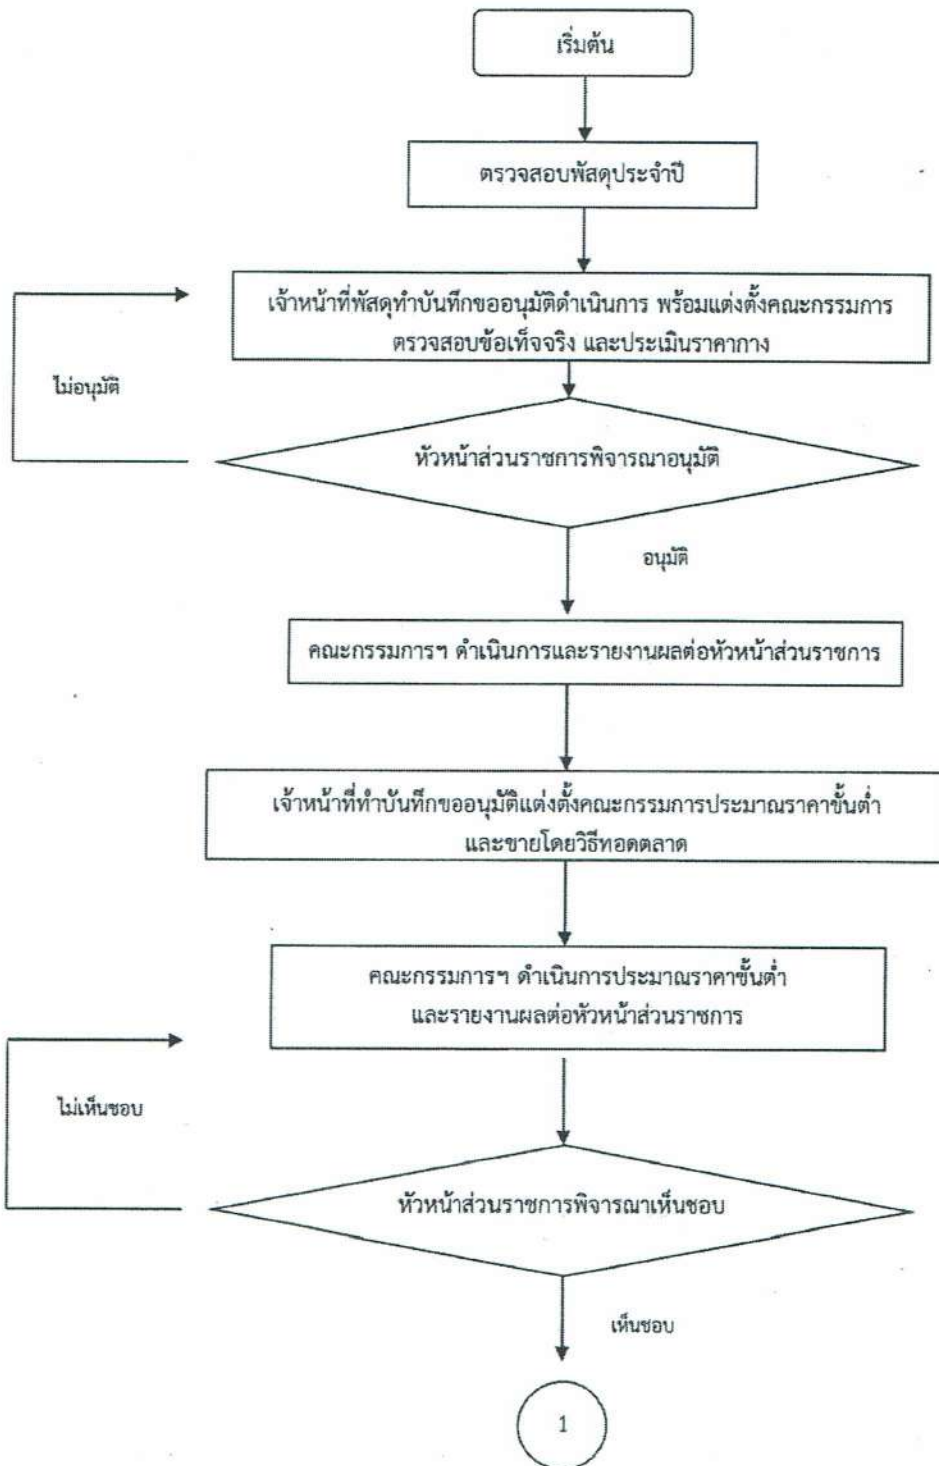 เริ่มต้น
ตรวจสอบพัสดุประจำปี
เจ้าหน้าที่พัสดุทำบันทึกขออนุมัติดำเนินการ พร้อมแต่งตั้งคณะกรรมการ
ตรวจสอบข้อเท็จจริง และประเมินราคากาง
ไม่อนุมัติ
หัวหน้าส่วนราชการพิจารณาอนุมัติ
อนุมัติ
คณะกรรมการฯ ดำเนินการและรายงานผลต่อหัวหน้าส่วนราชการ
เจ้าหน้าที่ทำบันทึกขออนุมัติแต่งตั้งคณะกรรมการประมาณราคาขั้นต่ำ
และขายโดยวิธีทอดตลาด
คณะกรรมการฯ ดำเนินการประมาณราคาขั้นต่ำ
และรายงานผลต่อหัวหน้าส่วนราชการ
ไม่เห็นชอบ
หัวหน้าส่วนราชการพิจารณาเห็นชอบ
เห็นชอบ
1